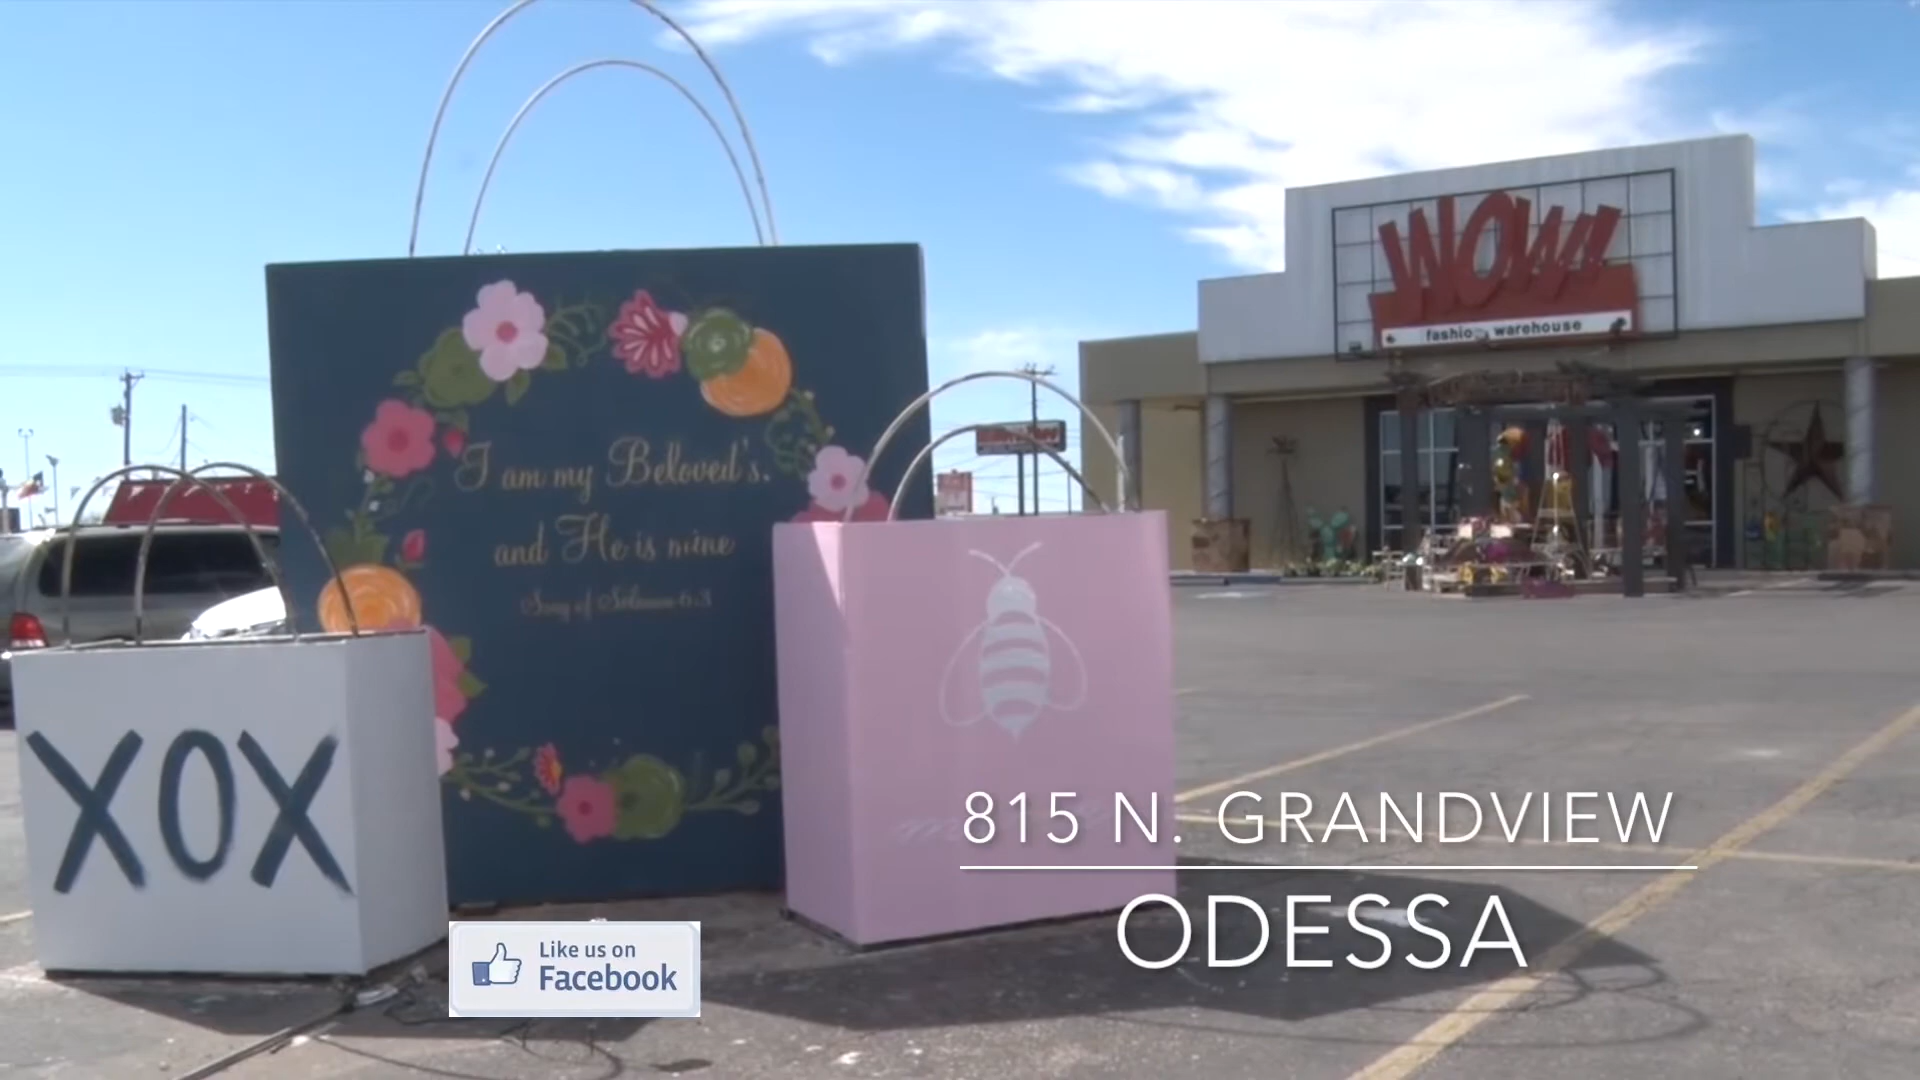 WOW!
fashion warehouse
I am my Beloved's.
and He is mine
Song of Solomon 6:3
XOX
815 N. GRANDVIEW
ODESSA
Like us on
Facebook